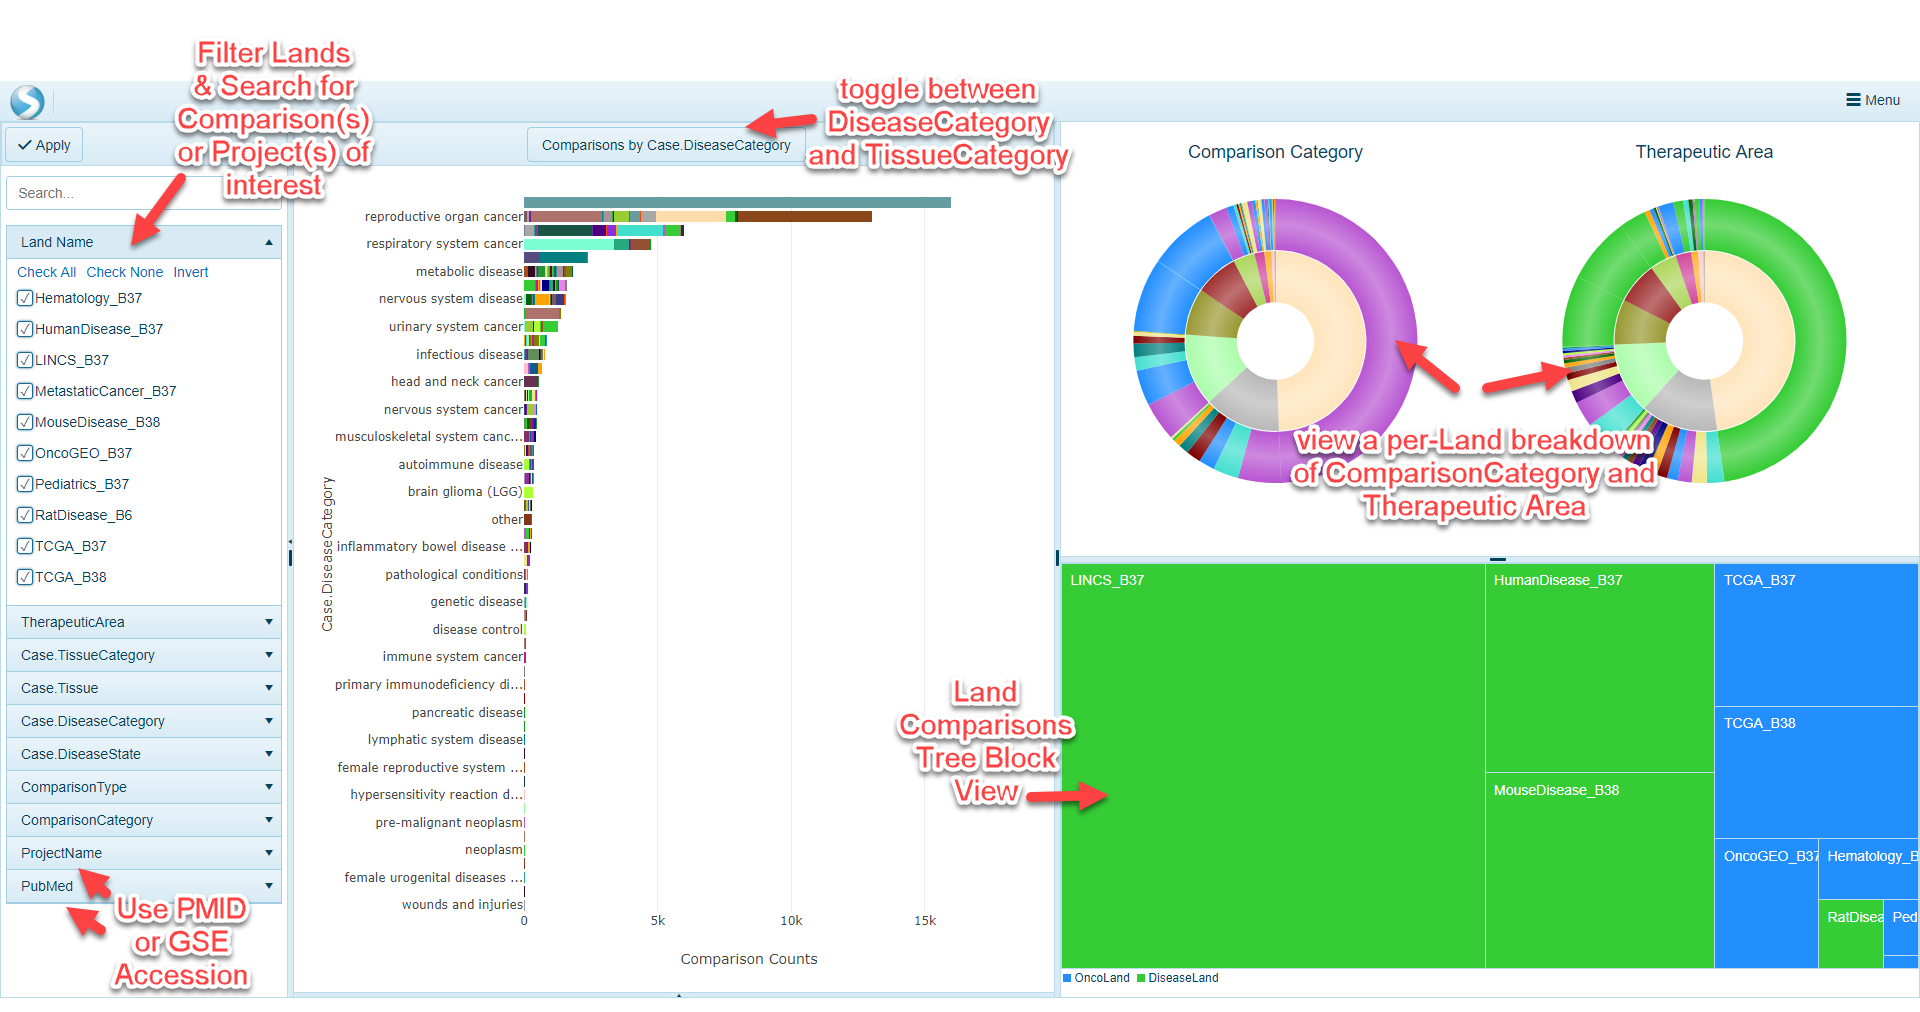 Filter Lands
& Search for
Comparison(s)
or Project(s) of
interest
toggle between
DiseaseCategory
and TissueCategory
Menu
Apply
Comparisons by Case.DiseaseCategory
Search...
Land Name
Check All Check None Invert
Hematology_B37
HumanDisease_B37
LINCS_B37
MetastaticCancer_B37
MouseDisease_B38
OncoGEO_B37
Pediatrics_B37
RatDisease_B6
TCGA_B37
TCGA_B38
TherapeuticArea
Case.TissueCategory
Case.Tissue
Case.DiseaseCategory
Case.DiseaseState
ComparisonType
ComparisonCategory
ProjectName
PubMed
Use PMID
or GSE
Accession
Case.DiseaseCategory
reproductive organ cancer
respiratory system cancer
metabolic disease
nervous system disease
urinary system cancer
infectious disease
head and neck cancer
nervous system cancer
musculoskeletal system canc...
autoimmune disease
brain glioma (LGG)
other
inflammatory bowel disease ...
pathological conditions
genetic disease
disease control
immune system cancer
primary immunodeficiency di...
pancreatic disease
lymphatic system disease
female reproductive system ...
hypersensitivity reaction d...
pre-malignant neoplasm
neoplasm
female urogenital diseases ...
wounds and injuries
0 5k 10k 15k
Comparison Counts
Comparison Category
Therapeutic Area
view a per-Land breakdown
of ComparisonCategory and
Therapeutic Area
Land
Comparisons
Tree Block
View
LINCS_B37
HumanDisease_B37
MouseDisease_B38
TCGA_B37
TCGA_B38
OncoGEO_B37
Hematology_B
RatDisea
Ped
OncoLand DiseaseLand